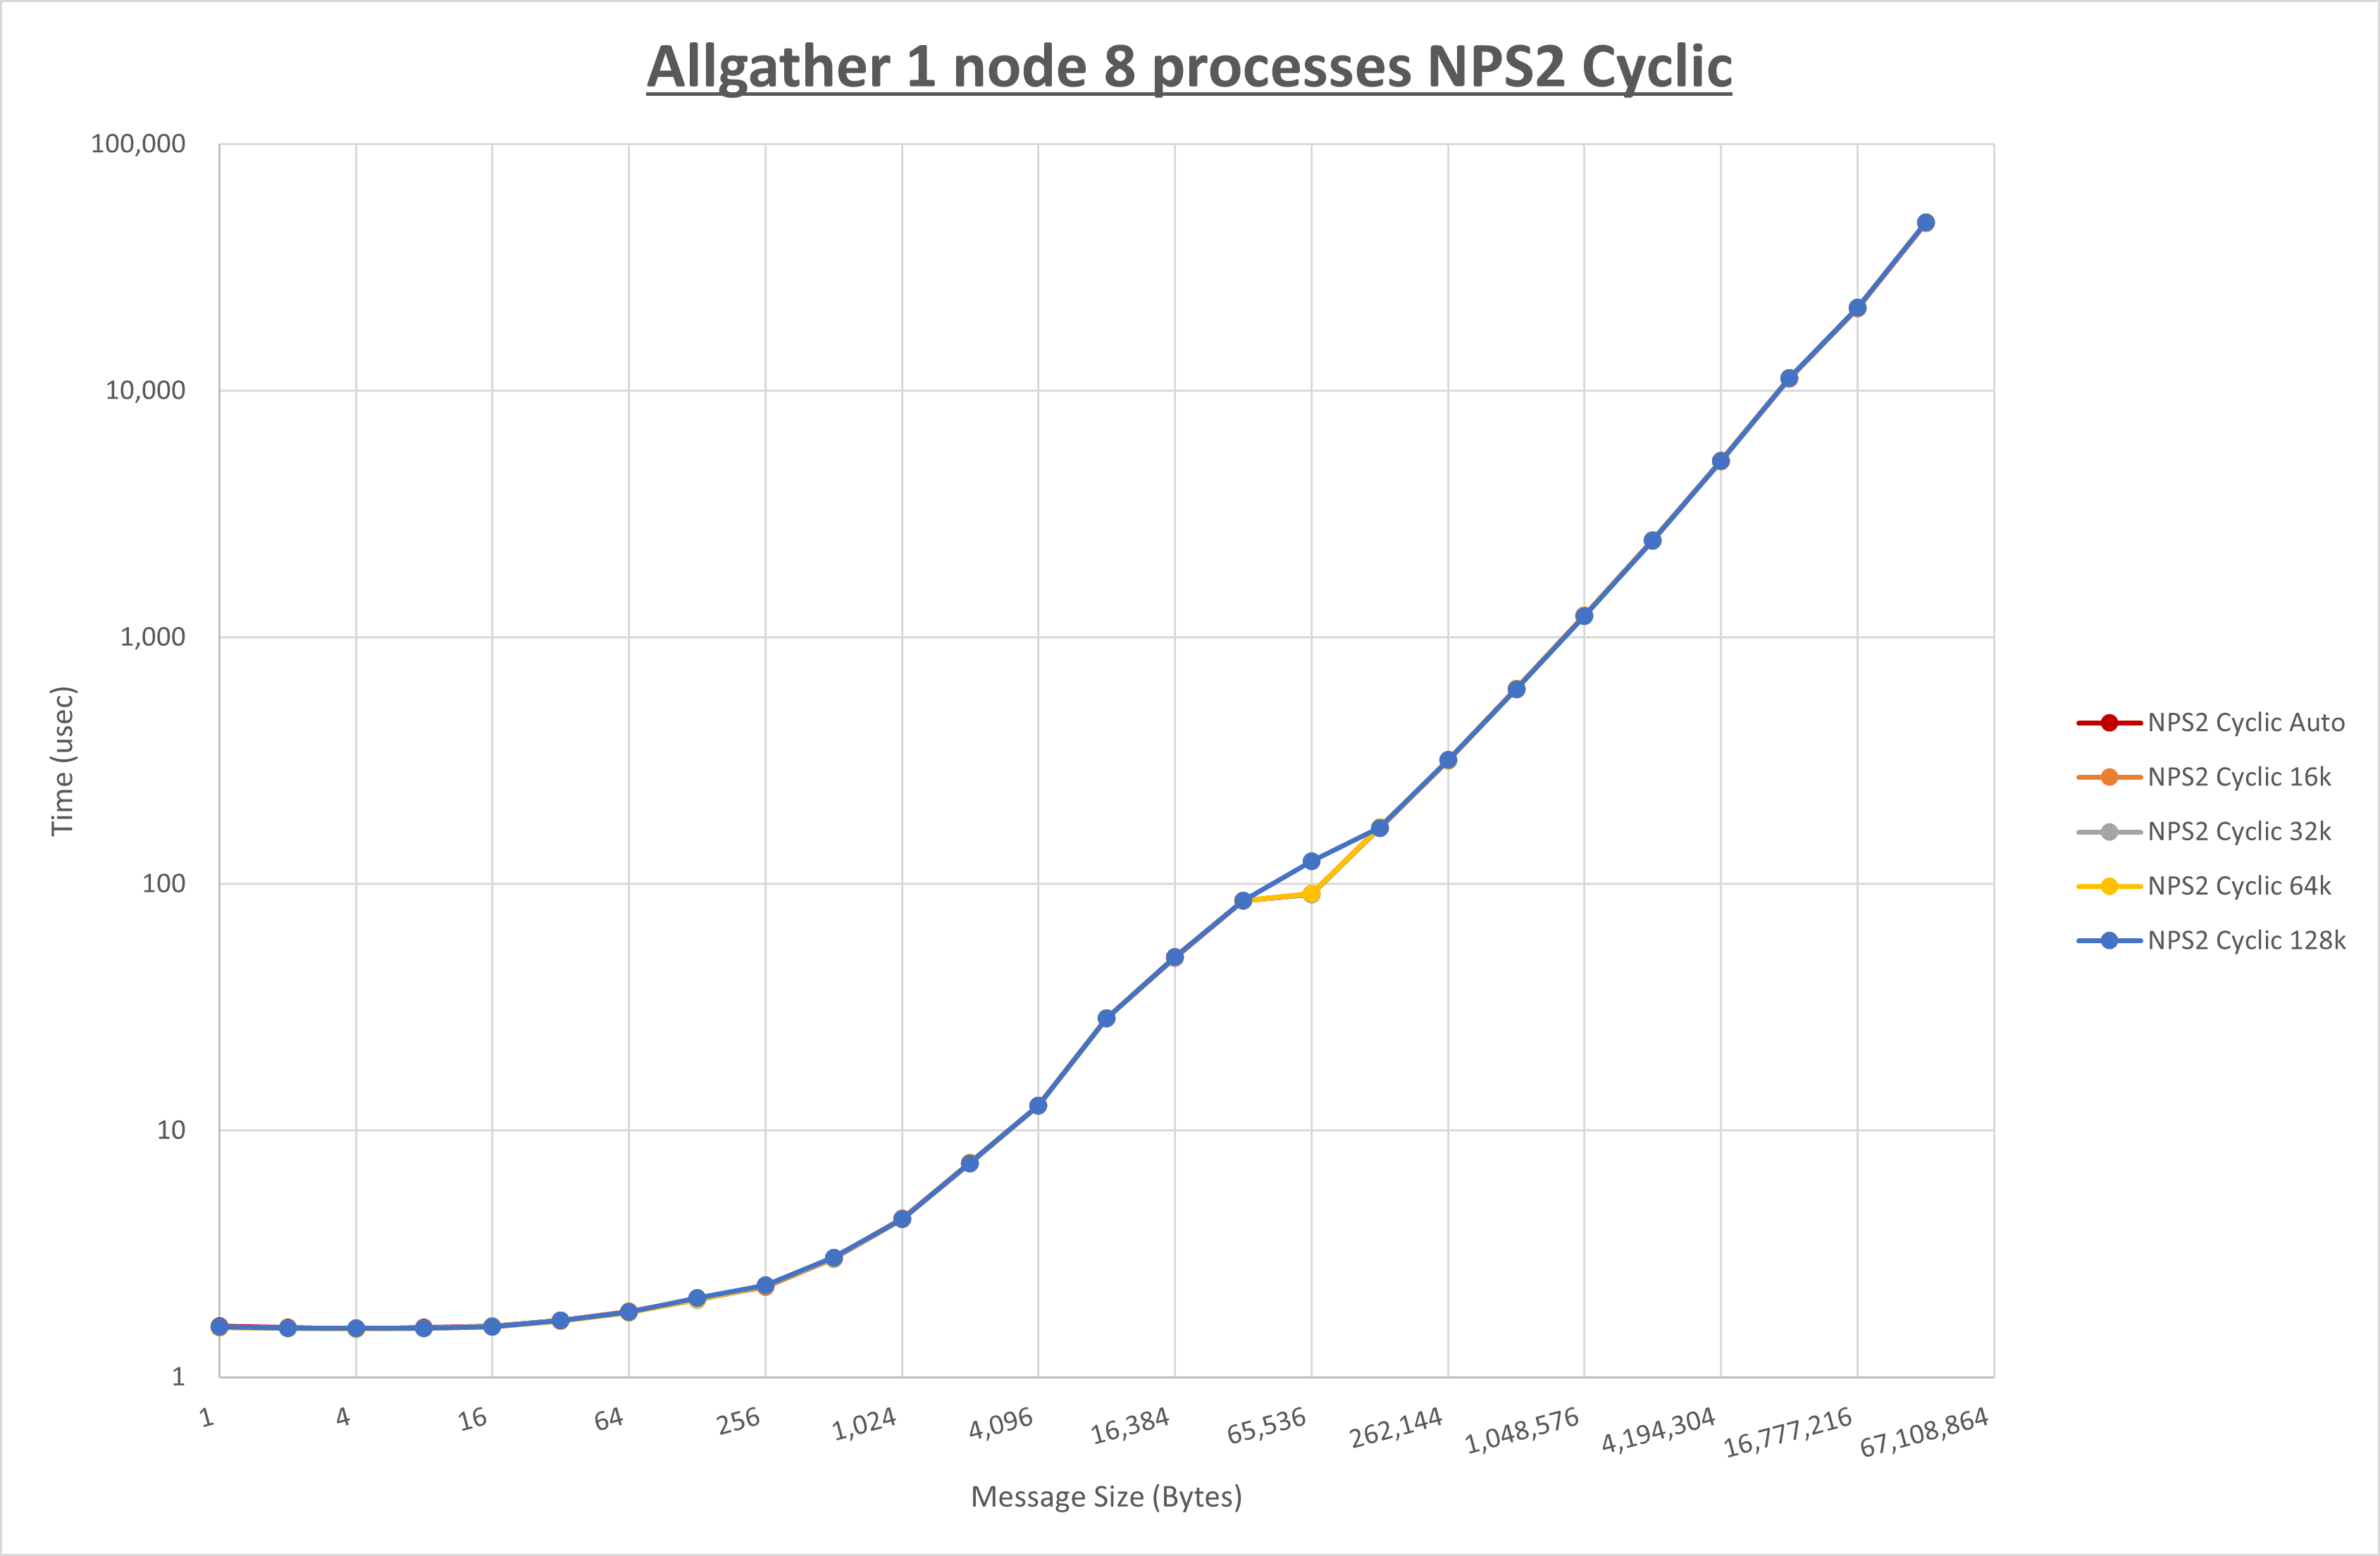 Allgather 1 node 8 processes NPS2 Cyclic
100,000
10,000
1,000
100
10
1
Time (usec)
1
4
16
64
256
1,024
4,096
16,384
65,536
262,144
1,048,576
4,194,304
16,777,216
67,108,864
Message Size (Bytes)
NPS2 Cyclic Auto
NPS2 Cyclic 16k
NPS2 Cyclic 32k
NPS2 Cyclic 64k
NPS2 Cyclic 128k